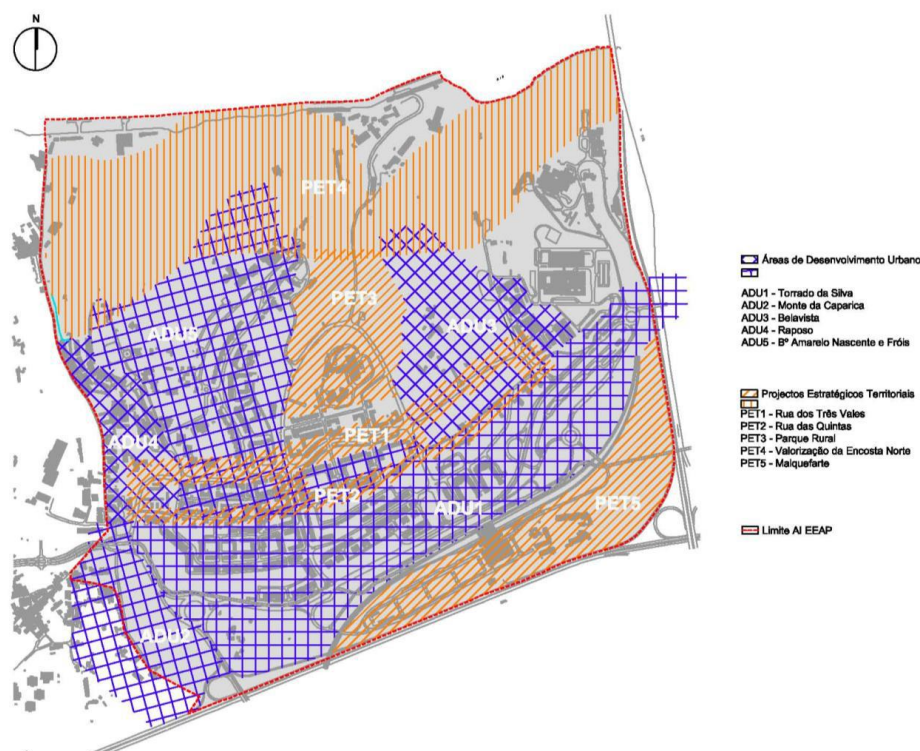 N
PET4
PET3
ADU5
ADU3
PET1
ADU4
PET2
ADU1
PET5
ADU2
Áreas de Desenvolvimento Urbano
ADU1 - Torrado da Silva
ADU2 - Monte da Caparica
ADU3 - Belavista
ADU4 - Raposo
ADU5 - Bº Amarelo Nascente e Fróis
Projectos Estratégicos Territoriais
PET1 - Rua dos Três Vales
PET2 - Rua das Quintas
PET3 - Parque Rural
PET4 - Valorização da Encosta Norte
PET5 - Maiquefarte
Limite AI EEAP